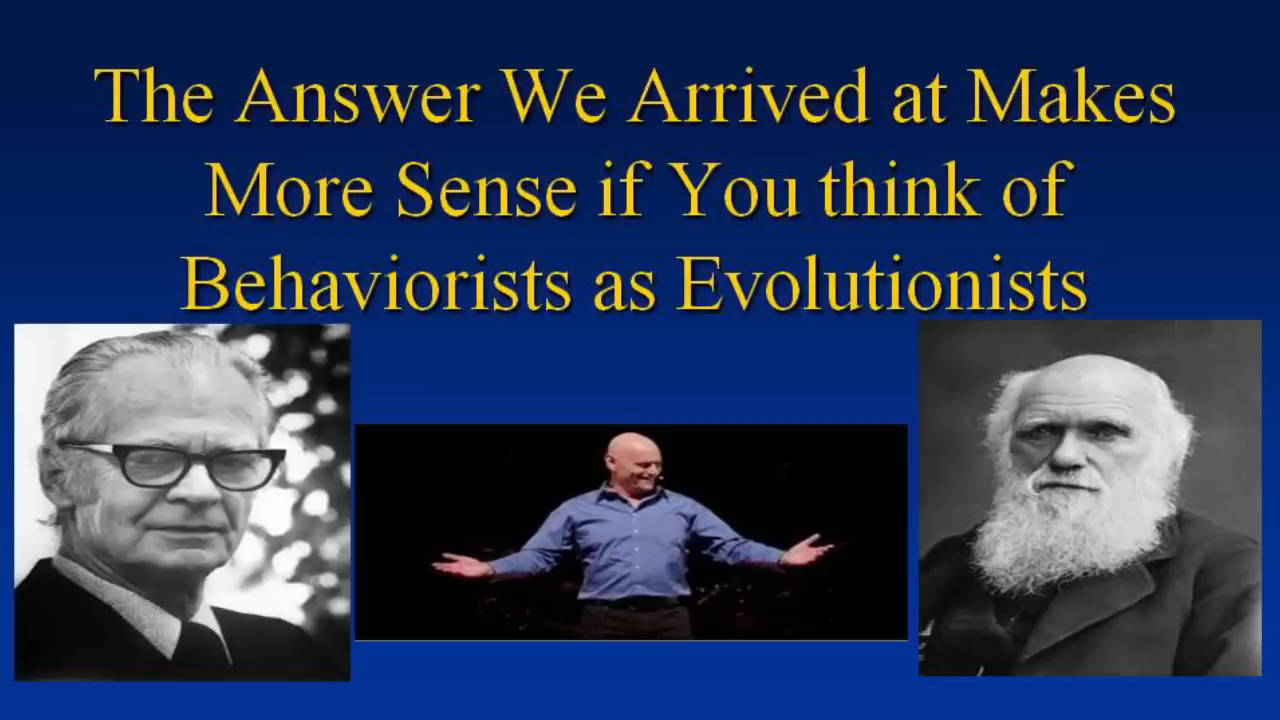 The Answer We Arrived at Makes
More Sense if You think of
Behaviorists as Evolutionists